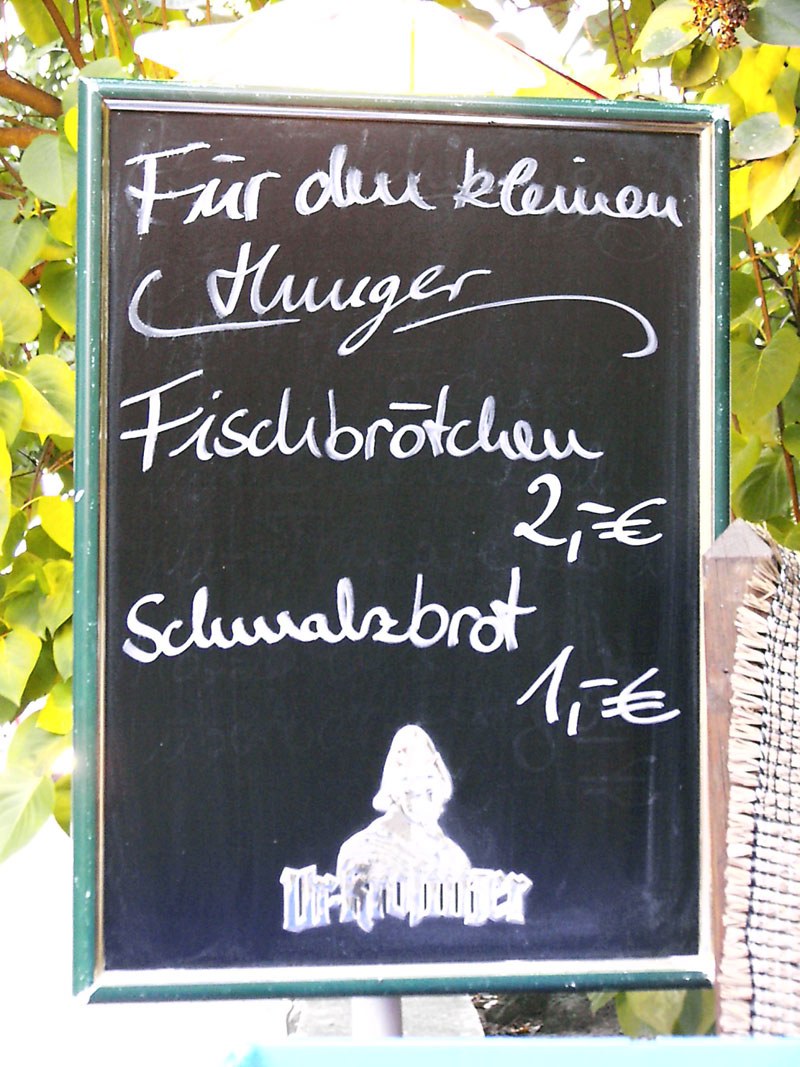 Für den kleinen
Hunger
Fischbrötchen
2,-€
Schmalzbrot
1,-€
Ur-Krostitzer